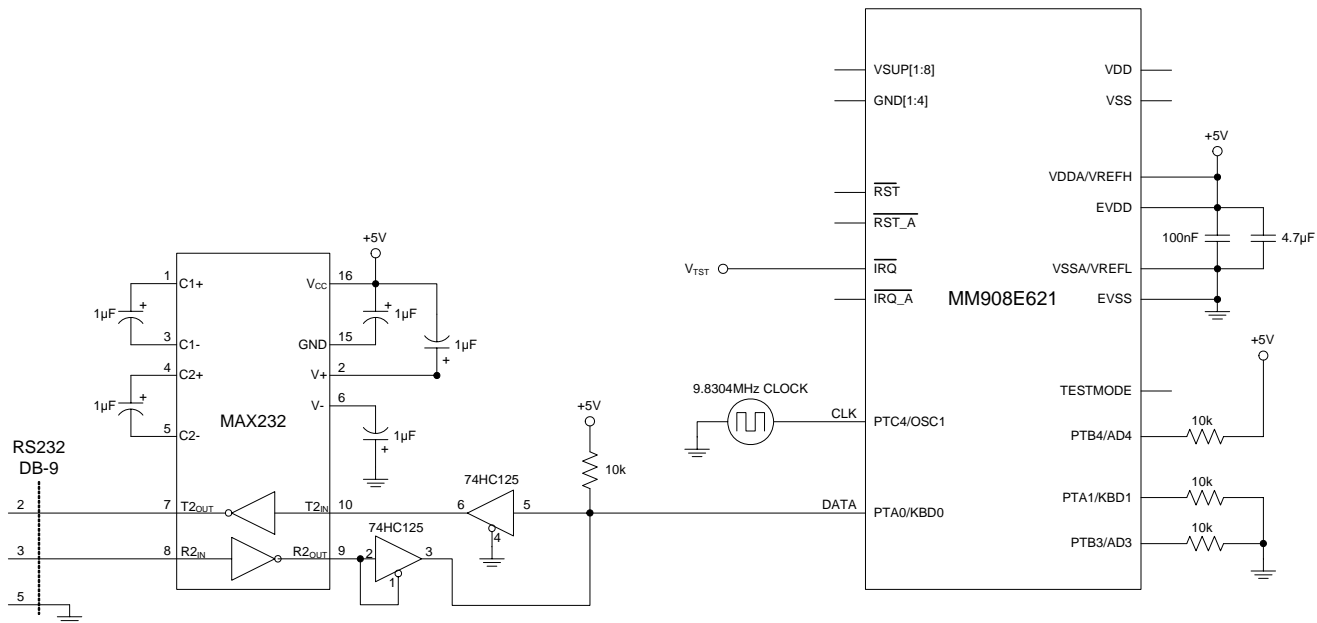 VSUP[1:8]
GND[1:4]
RST
RST_A
V_TST
IRQ
IRQ_A
9.8304MHz CLOCK
CLK
PTC4/OSC1
DATA
PTA0/KBD0
MM908E621
VDD
VSS
+5V
VDDA/VREFH
EVDD
100nF
4.7µF
VSSA/VREFL
EVSS
+5V
TESTMODE
10k
PTB4/AD4
10k
PTA1/KBD1
10k
PTB3/AD3
+5V
1
C1+
1µF
+
3
C1-
4
C2+
1µF
+
5
C2-
MAX232
VCC
16
+
1µF
GND
15
1µF
+
V+
2
V-
6
1µF
+
+5V
10k
RS232
DB-9
2
7
T2OUT
T2IN
10
6
74HC125
5
4
3
8
R2IN
R2OUT
9
74HC125
2
3
1
5